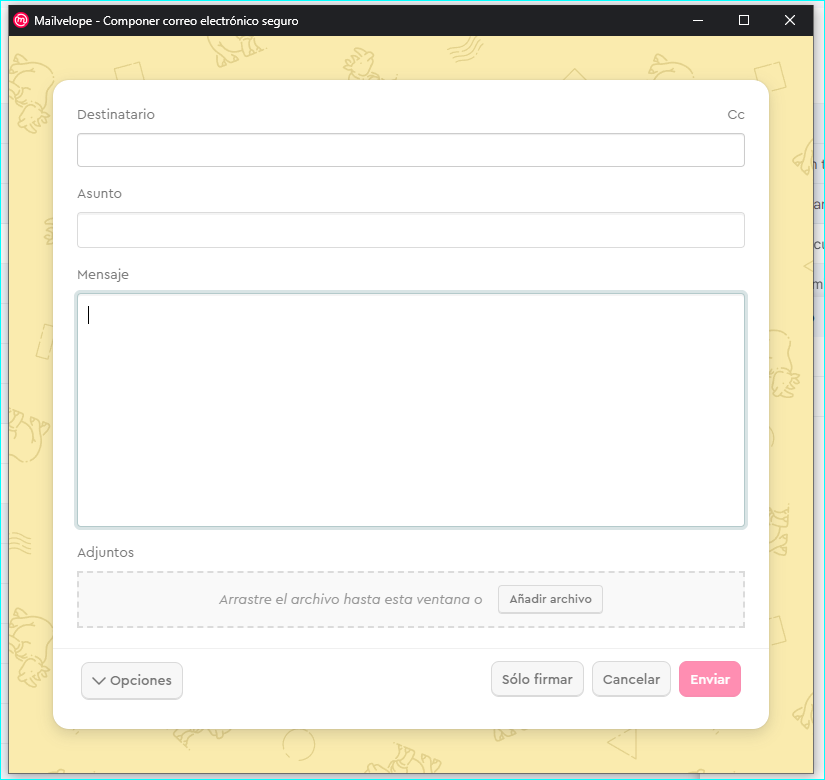 Mailvelope - Componer correo electrónico seguro
Destinatario Cc
Asunto
Mensaje
Adjuntos
Arrastre el archivo hasta esta ventana o Añadir archivo
Opciones Sólo firmar Cancelar Enviar